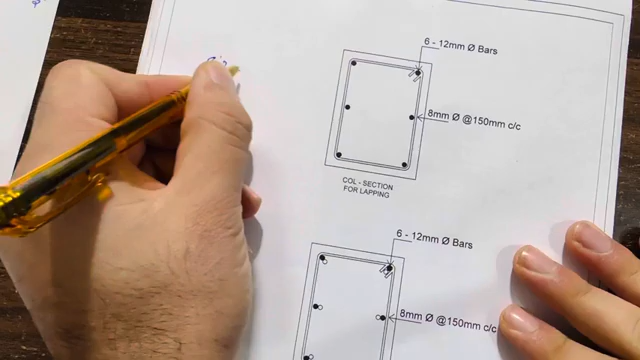 6 - 12mm Ø Bars
8mm Ø @150mm c/c
COL - SECTION
FOR LAPPING
6 - 12mm Ø Bars
8mm Ø @150mm c/c